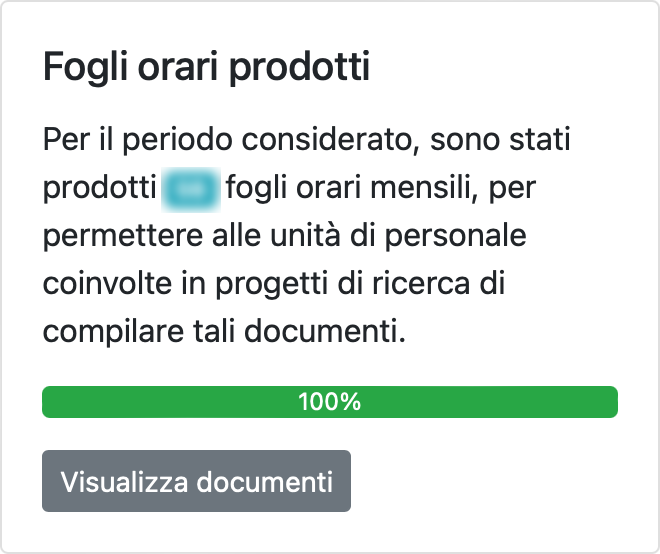 Fogli orari prodotti
Per il periodo considerato, sono stati
prodotti fogli orari mensili, per
permettere alle unità di personale
coinvolte in progetti di ricerca di
compilare tali documenti.
100%
Visualizza documenti